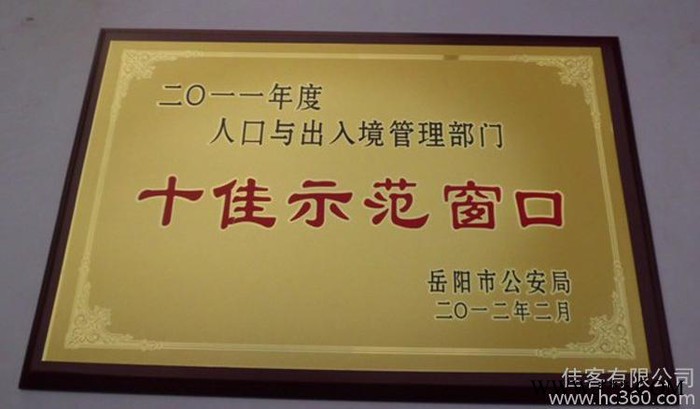 二〇一一年度
人口与出入境管理部门
十佳示范窗口
岳阳市公安局
二〇一二年二月
佳客有限公司
www.hc360.com